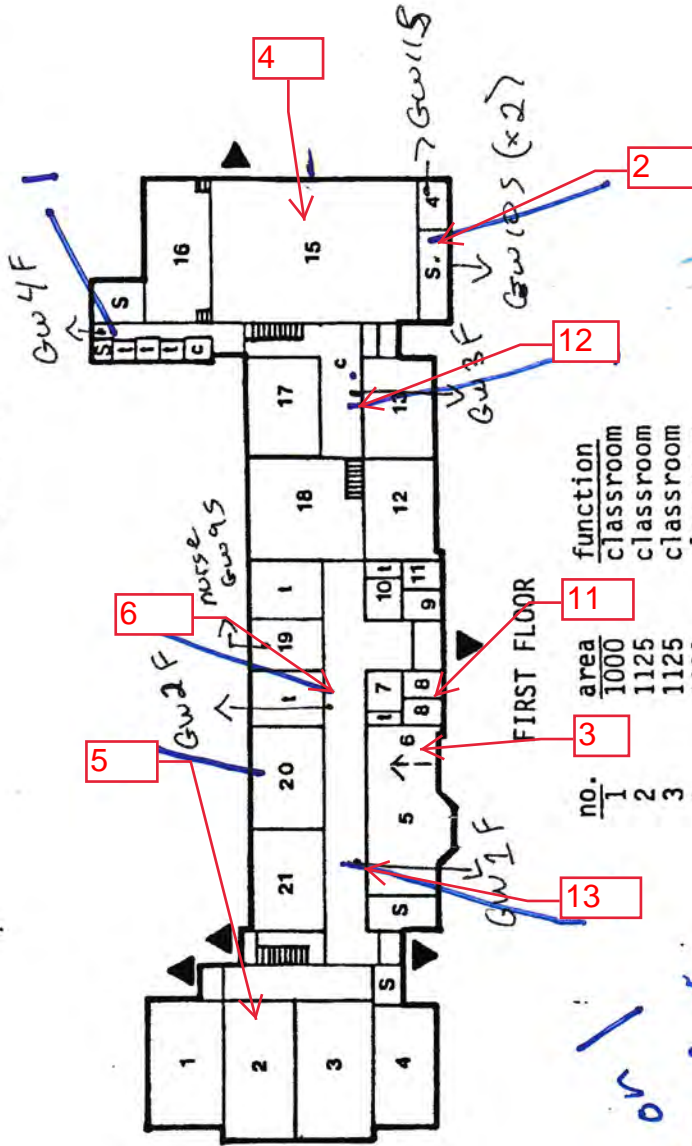 4
GW11S
GW10S (x2)
2
GW4F
S
S
t
t
t
c
16
15
4
S
12
GW3F
c
17
13
18
12
nurse
GW9S
6
GW2F
t
19
t
20
21
10
t
9
11
11
7
t
8
8
6
5
3
S
GW1F
13
5
S
1
2
3
4
FIRST FLOOR
no. area function
1 1000 classroom
2 1125 classroom
3 1125 classroom
or